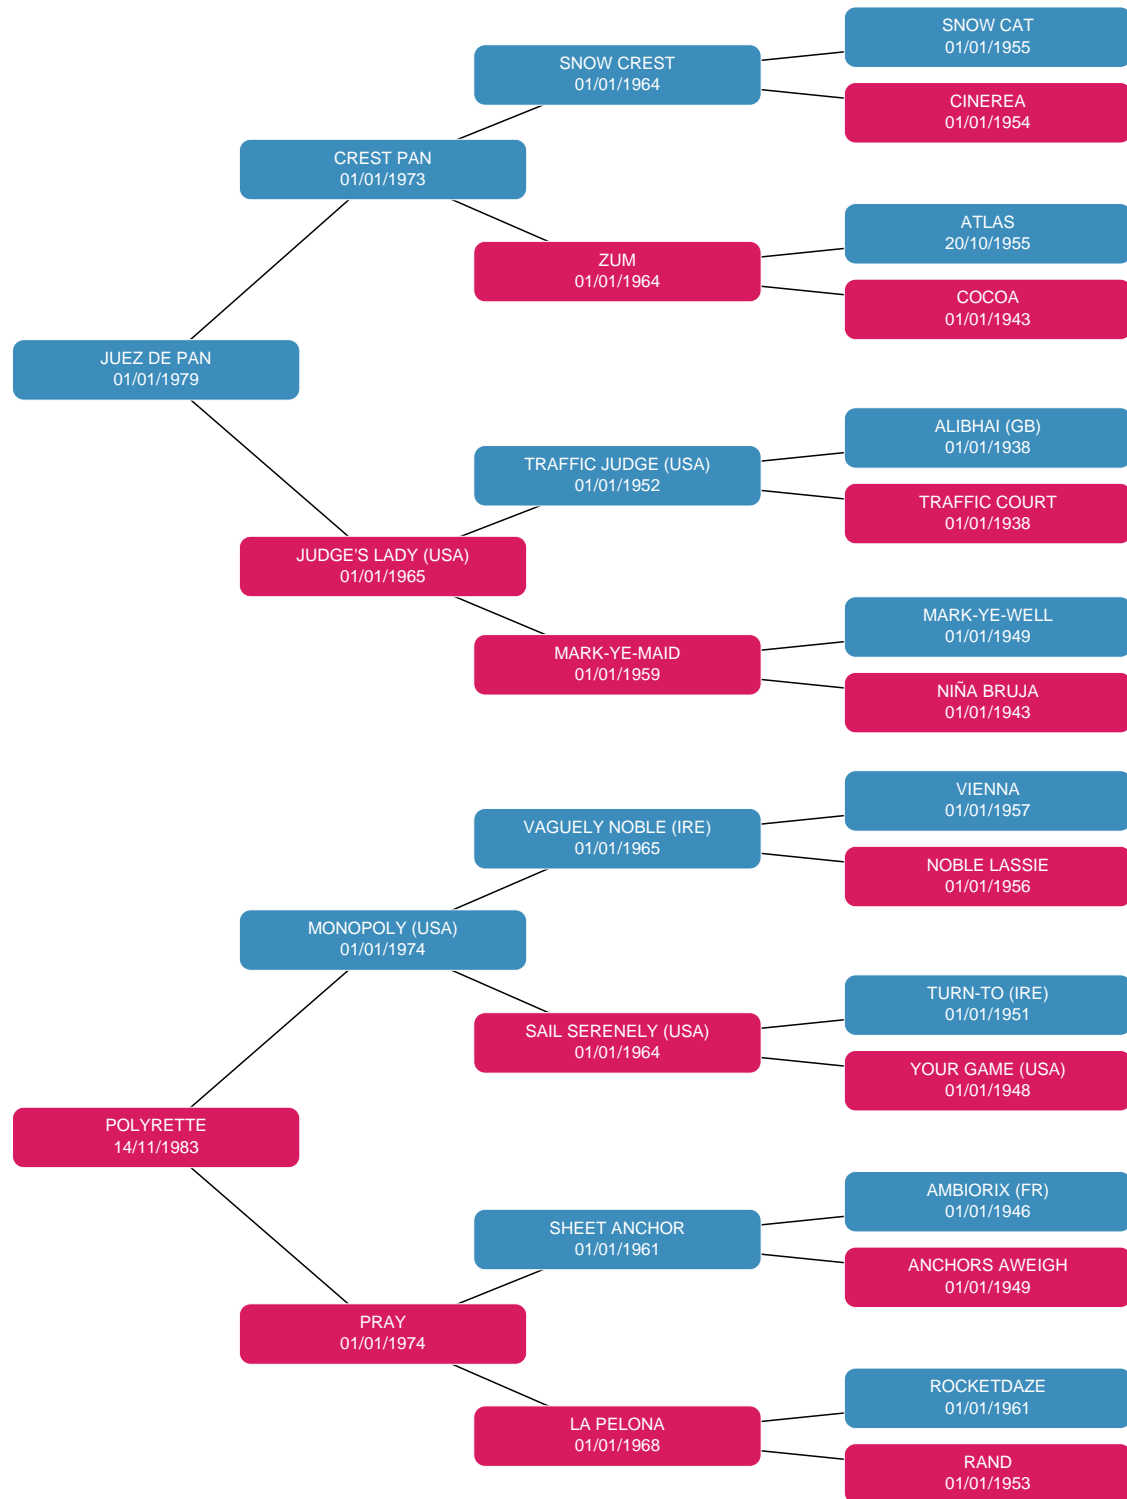 SNOW CAT
01/01/1955
SNOW CREST
01/01/1964
CINEREA
01/01/1954
CREST PAN
01/01/1973
ATLAS
20/10/1955
ZUM
01/01/1964
COCOA
01/01/1943
JUEZ DE PAN
01/01/1979
ALIBHAI (GB)
01/01/1938
TRAFFIC JUDGE (USA)
01/01/1952
TRAFFIC COURT
01/01/1938
JUDGE'S LADY (USA)
01/01/1965
MARK-YE-WELL
01/01/1949
MARK-YE-MAID
01/01/1959
NIÑA BRUJA
01/01/1943
VIENNA
01/01/1957
VAGUELY NOBLE (IRE)
01/01/1965
NOBLE LASSIE
01/01/1956
MONOPOLY (USA)
01/01/1974
TURN-TO (IRE)
01/01/1951
SAIL SERENELY (USA)
01/01/1964
YOUR GAME (USA)
01/01/1948
POLYRETTE
14/11/1983
AMBIORIX (FR)
01/01/1946
SHEET ANCHOR
01/01/1961
ANCHORS AWEIGH
01/01/1949
PRAY
01/01/1974
ROCKETDAZE
01/01/1961
LA PELONA
01/01/1968
RAND
01/01/1953